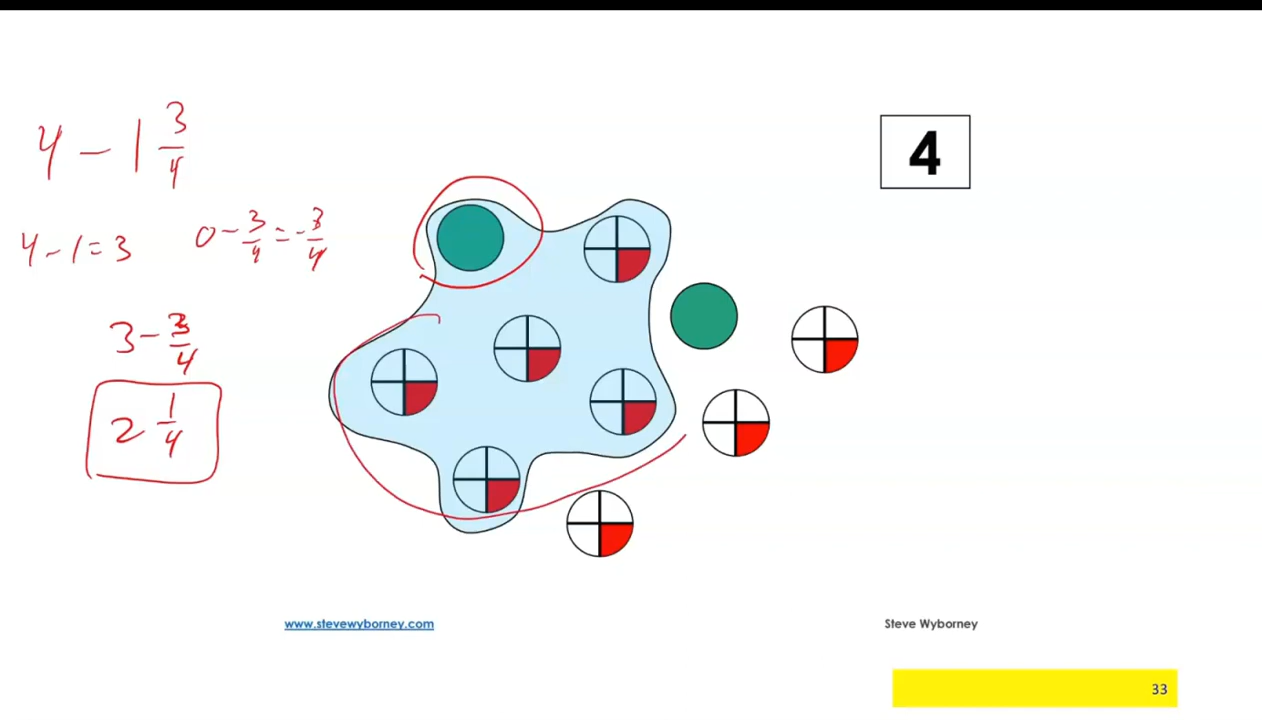 4 - 1 3/4
4
4 - 1 = 3
0 - 3/4 = -3/4
3 - 3/4
2 1/4
www.stevewyborney.com
Steve Wyborney
33